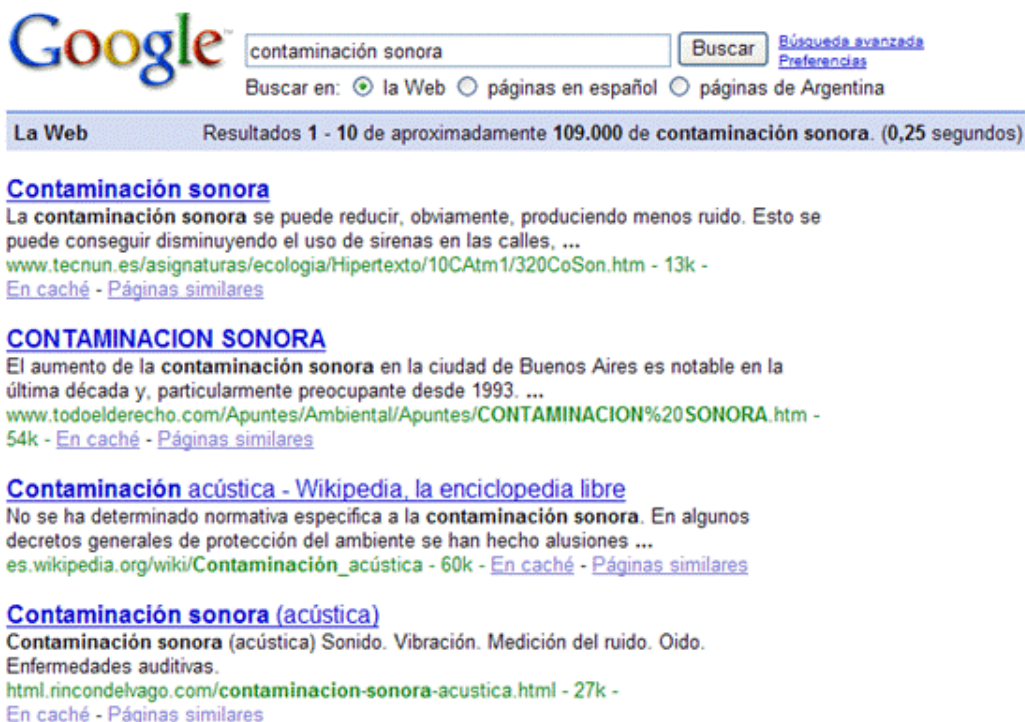 Google™
contaminación sonora
Buscar
Búsqueda avanzada
Preferencias
Buscar en: la Web páginas en español páginas de Argentina
La Web Resultados 1 - 10 de aproximadamente 109.000 de contaminación sonora. (0,25 segundos)
Contaminación sonora
La contaminación sonora se puede reducir, obviamente, produciendo menos ruido. Esto se
puede conseguir disminuyendo el uso de sirenas en las calles, ...
www.tecnun.es/asignaturas/ecologia/Hipertexto/10CAtm1/320CoSon.htm - 13k -
En caché - Páginas similares
CONTAMINACION SONORA
El aumento de la contaminación sonora en la ciudad de Buenos Aires es notable en la
última década y, particularmente preocupante desde 1993. ...
www.todoelderecho.com/Apuntes/Ambiental/Apuntes/CONTAMINACION%20SONORA.htm -
54k - En caché - Páginas similares
Contaminación acústica - Wikipedia, la enciclopedia libre
No se ha determinado normativa especifica a la contaminación sonora. En algunos
decretos generales de protección del ambiente se han hecho alusiones ...
es.wikipedia.org/wiki/Contaminación_acústica - 60k - En caché - Páginas similares
Contaminación sonora (acústica)
Contaminación sonora (acústica) Sonido. Vibración. Medición del ruido. Oido.
Enfermedades auditivas.
html.rincondelvago.com/contaminacion-sonora-acustica.html - 27k -
En caché - Páginas similares